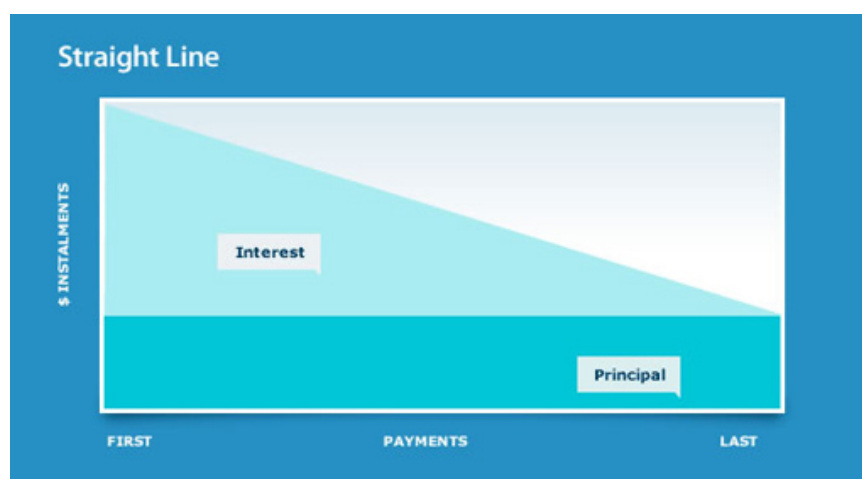 Straight Line
$ INSTALMENTS
Interest
Principal
FIRST
PAYMENTS
LAST